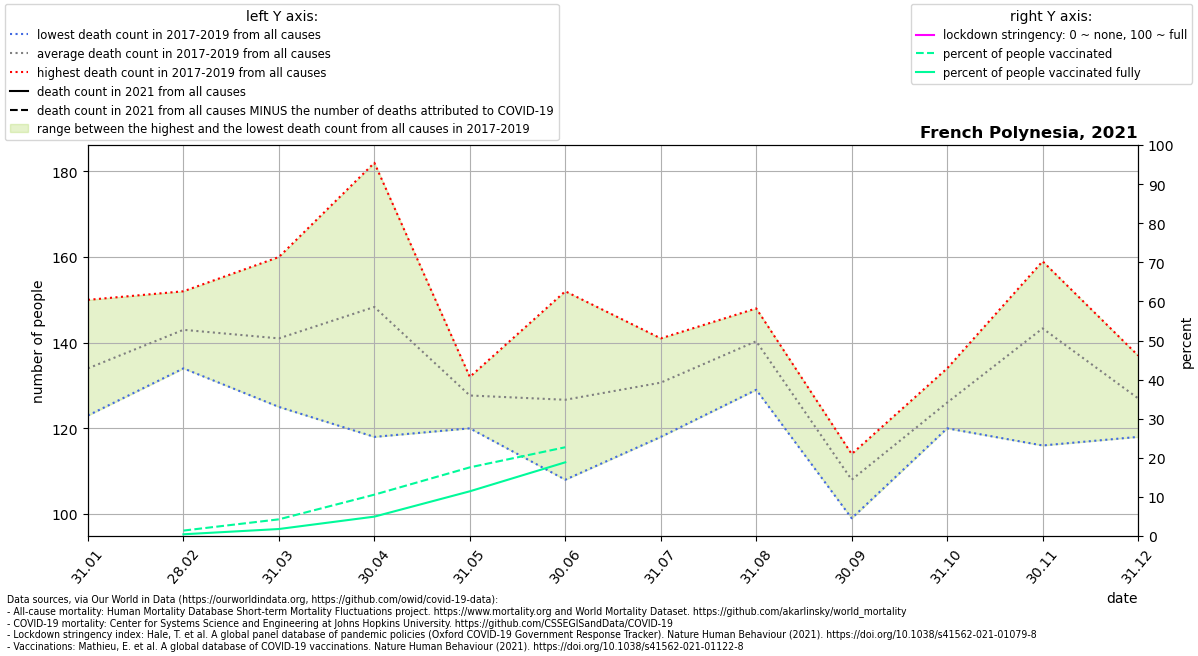 left Y axis:
lowest death count in 2017-2019 from all causes
average death count in 2017-2019 from all causes
highest death count in 2017-2019 from all causes
death count in 2021 from all causes
death count in 2021 from all causes MINUS the number of deaths attributed to COVID-19
range between the highest and the lowest death count from all causes in 2017-2019
right Y axis:
lockdown stringency: 0 ~ none, 100 ~ full
percent of people vaccinated
percent of people vaccinated fully
French Polynesia, 2021
number of people
180
160
140
120
100
100
90
80
70
60
50
40
30
20
10
0
percent
31.01
28.02
31.03
30.04
31.05
30.06
31.07
31.08
30.09
31.10
30.11
31.12
date
Data sources, via Our World in Data (https://ourworldindata.org, https://github.com/owid/covid-19-data):
- All-cause mortality: Human Mortality Database Short-term Mortality Fluctuations project. https://www.mortality.org and World Mortality Dataset. https://github.com/akarlinsky/world_mortality
- COVID-19 mortality: Center for Systems Science and Engineering at Johns Hopkins University. https://github.com/CSSEGISandData/COVID-19
- Lockdown stringency index: Hale, T. et al. A global panel database of pandemic policies (Oxford COVID-19 Government Response Tracker). Nature Human Behaviour (2021). https://doi.org/10.1038/s41562-021-01079-8
- Vaccinations: Mathieu, E. et al. A global database of COVID-19 vaccinations. Nature Human Behaviour (2021). https://doi.org/10.1038/s41562-021-01122-8